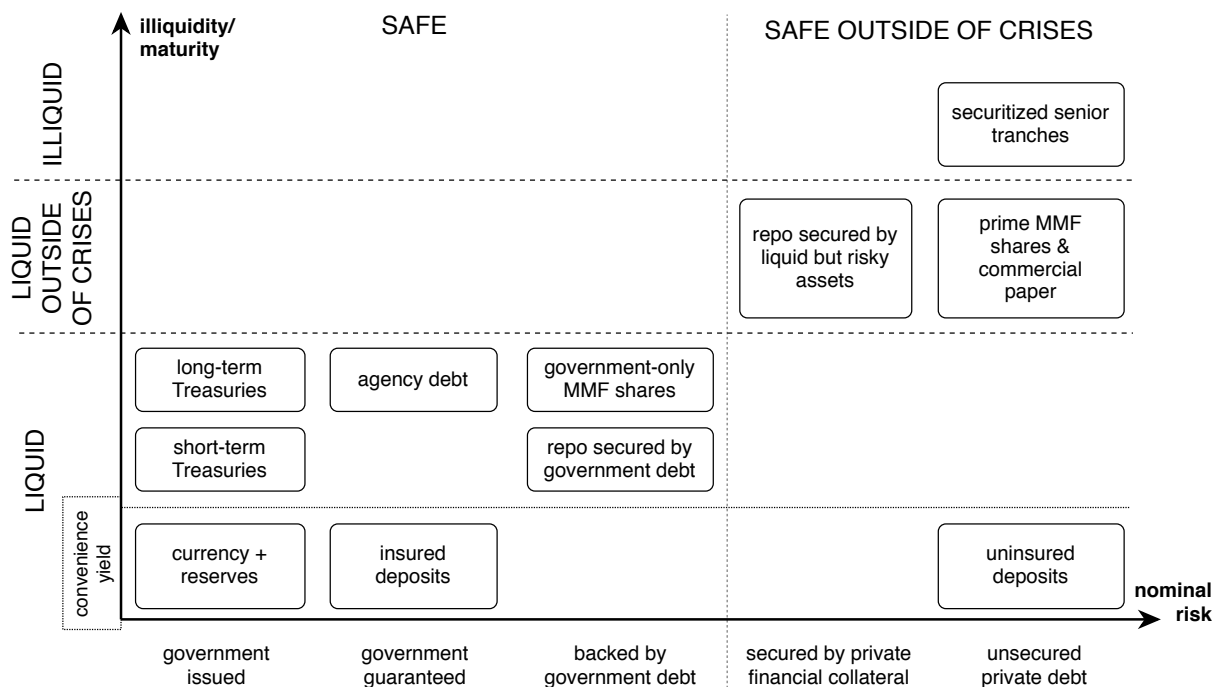 illiquidity/
maturity
SAFE
SAFE OUTSIDE OF CRISES
ILLIQUID
securitized senior
tranches
LIQUID
OUTSIDE
OF CRISES
repo secured by
liquid but risky
assets
prime MMF
shares &
commercial
paper
LIQUID
long-term
Treasuries
agency debt
government-only
MMF shares
short-term
Treasuries
repo secured by
government debt
convenience
yield
currency +
reserves
insured
deposits
uninsured
deposits
nominal
risk
government
issued
government
guaranteed
backed by
government debt
secured by private
financial collateral
unsecured
private debt